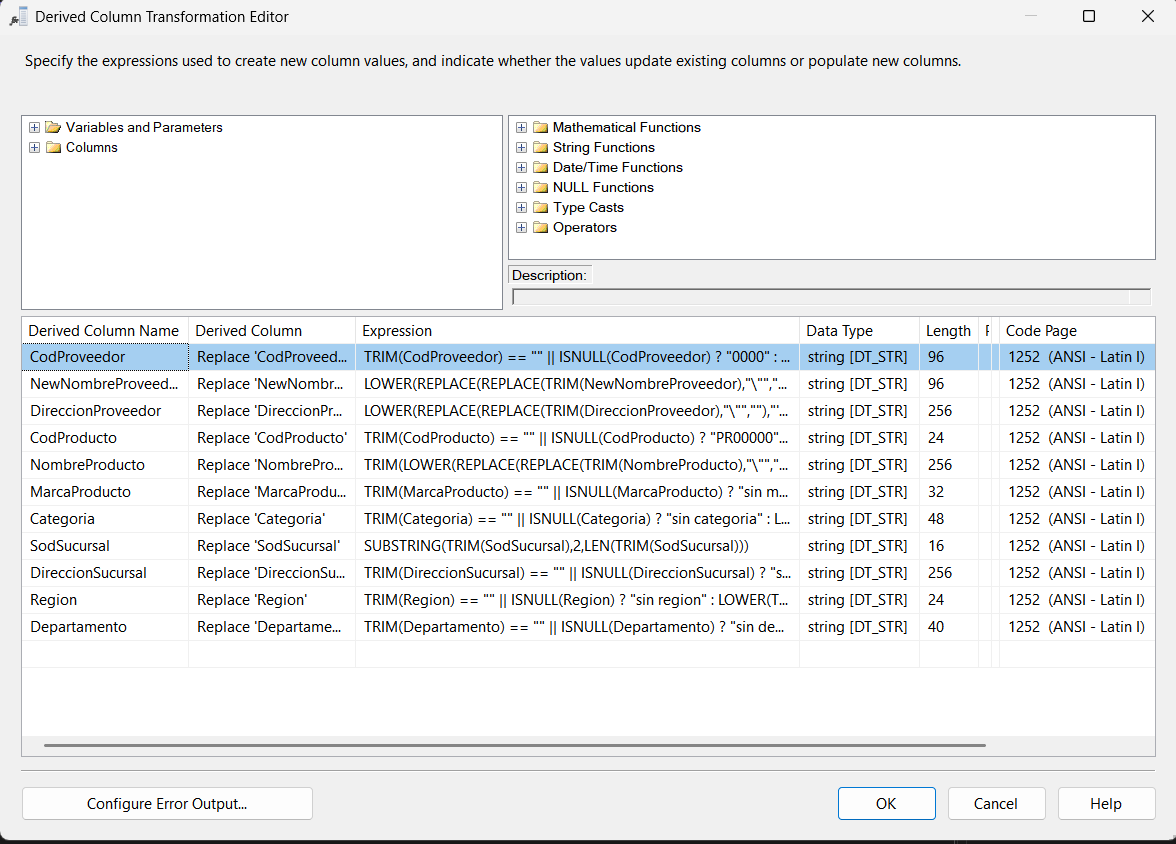 Derived Column Transformation Editor
Specify the expressions used to create new column values, and indicate whether the values update existing columns or populate new columns.
Variables and Parameters
Columns
Mathematical Functions
String Functions
Date/Time Functions
NULL Functions
Type Casts
Operators
Description:
Derived Column Name Derived Column Expression Data Type Length Code Page
CodProveedor Replace 'CodProveed... TRIM(CodProveedor) == "" || ISNULL(CodProveedor) ? "0000" : ... string [DT_STR] 96 1252 (ANSI - Latin I)
NewNombreProveed... Replace 'NewNombr... LOWER(REPLACE(REPLACE(TRIM(NewNombreProveedor),"\"","... string [DT_STR] 96 1252 (ANSI - Latin I)
DireccionProveedor Replace 'DireccionPr... LOWER(REPLACE(REPLACE(TRIM(DireccionProveedor),"\"",""),"'... string [DT_STR] 256 1252 (ANSI - Latin I)
CodProducto Replace 'CodProducto' TRIM(CodProducto) == "" || ISNULL(CodProducto) ? "PR00000"... string [DT_STR] 24 1252 (ANSI - Latin I)
NombreProducto Replace 'NombrePro... TRIM(LOWER(REPLACE(REPLACE(TRIM(NombreProducto),"\"","... string [DT_STR] 256 1252 (ANSI - Latin I)
MarcaProducto Replace 'MarcaProdu... TRIM(MarcaProducto) == "" || ISNULL(MarcaProducto) ? "sin m... string [DT_STR] 32 1252 (ANSI - Latin I)
Categoria Replace 'Categoria' TRIM(Categoria) == "" || ISNULL(Categoria) ? "sin categoria" : L... string [DT_STR] 48 1252 (ANSI - Latin I)
SodSucursal Replace 'SodSucursal' SUBSTRING(TRIM(SodSucursal),2,LEN(TRIM(SodSucursal))) string [DT_STR] 16 1252 (ANSI - Latin I)
DireccionSucursal Replace 'DireccionSu... TRIM(DireccionSucursal) == "" || ISNULL(DireccionSucursal) ? "s... string [DT_STR] 256 1252 (ANSI - Latin I)
Region Replace 'Region' TRIM(Region) == "" || ISNULL(Region) ? "sin region" : LOWER(T... string [DT_STR] 24 1252 (ANSI - Latin I)
Departamento Replace 'Departame... TRIM(Departamento) == "" || ISNULL(Departamento) ? "sin de... string [DT_STR] 40 1252 (ANSI - Latin I)
Configure Error Output... OK Cancel Help